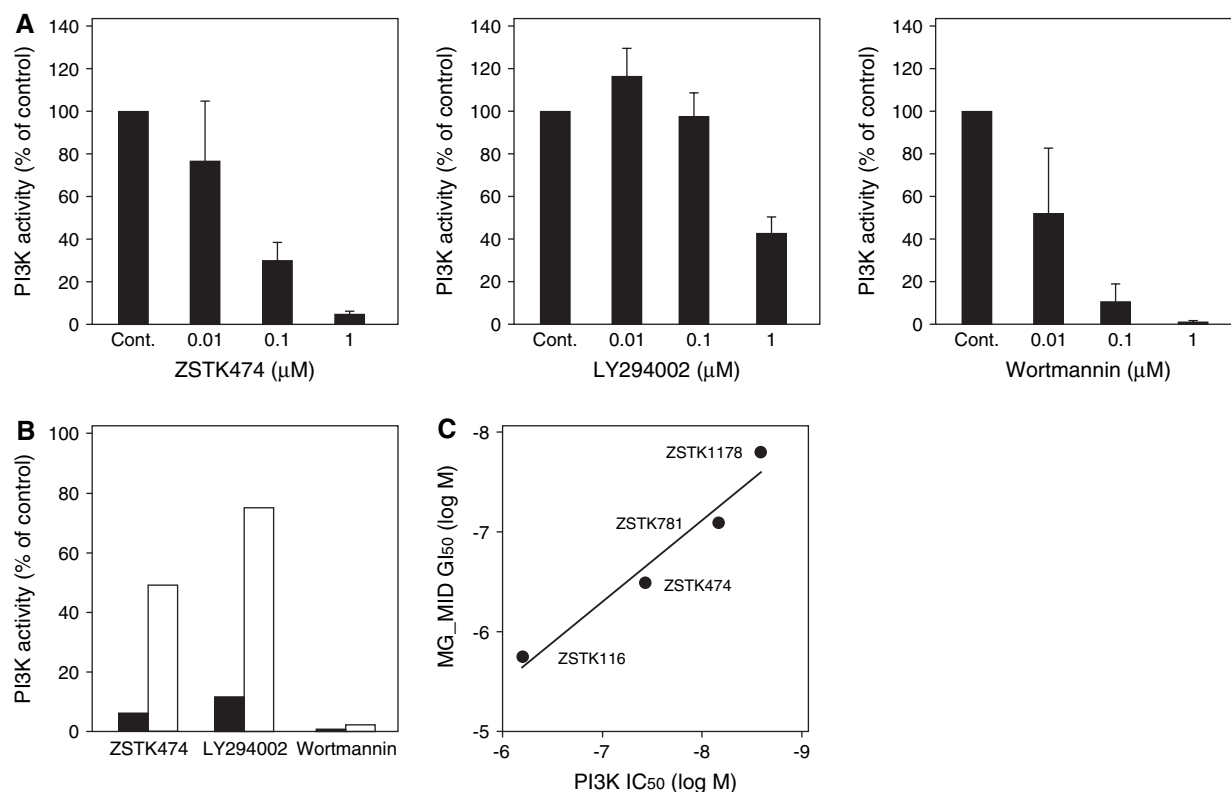 A
PI3K activity (% of control)
140
120
100
80
60
40
20
0
Cont. 0.01 0.1 1
ZSTK474 (μM)
PI3K activity (% of control)
140
120
100
80
60
40
20
0
Cont. 0.01 0.1 1
LY294002 (μM)
PI3K activity (% of control)
140
120
100
80
60
40
20
0
Cont. 0.01 0.1 1
Wortmannin (μM)
B
PI3K activity (% of control)
100
80
60
40
20
0
ZSTK474 LY294002 Wortmannin
C
MG_MID GI50 (log M)
-8
-7
-6
-5
ZSTK1178
ZSTK781
ZSTK474
ZSTK116
-6 -7 -8 -9
PI3K IC50 (log M)